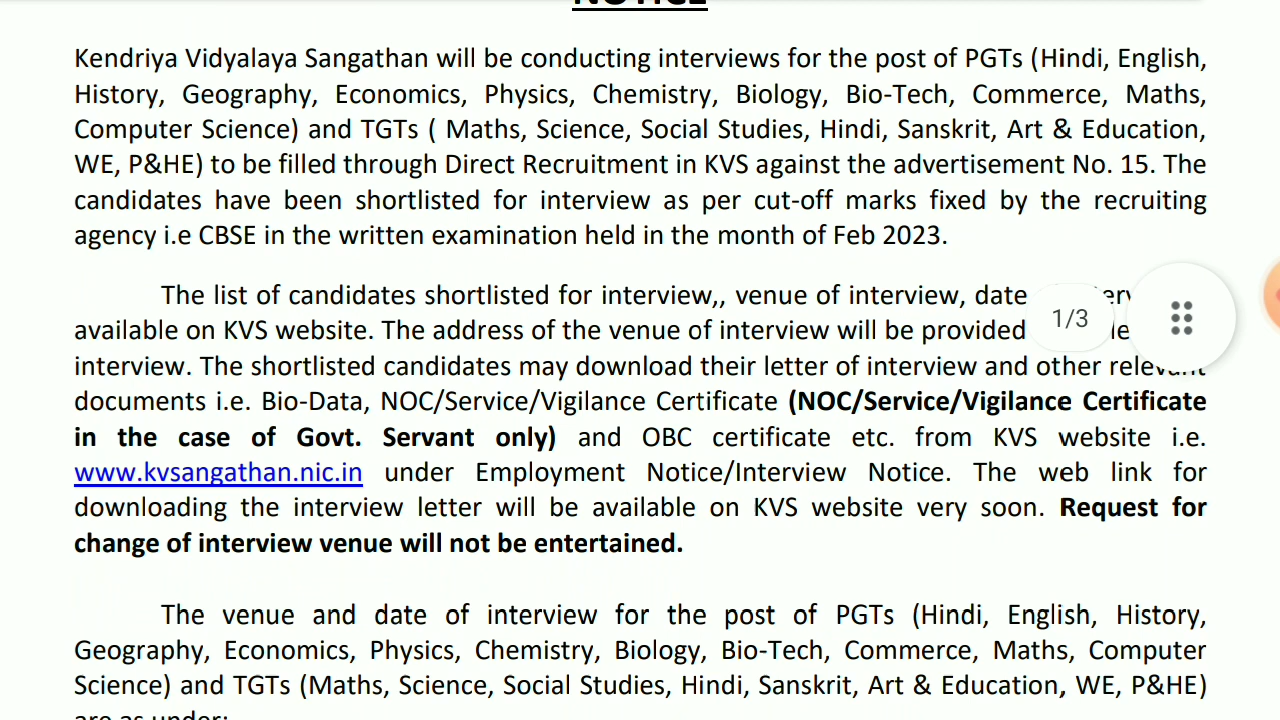 NOTICE
Kendriya Vidyalaya Sangathan will be conducting interviews for the post of PGTs (Hindi, English,
History, Geography, Economics, Physics, Chemistry, Biology, Bio-Tech, Commerce, Maths,
Computer Science) and TGTs ( Maths, Science, Social Studies, Hindi, Sanskrit, Art & Education,
WE, P&HE) to be filled through Direct Recruitment in KVS against the advertisement No. 15. The
candidates have been shortlisted for interview as per cut-off marks fixed by the recruiting
agency i.e CBSE in the written examination held in the month of Feb 2023.
The list of candidates shortlisted for interview,, venue of interview, date
available on KVS website. The address of the venue of interview will be provided
1/3
interview. The shortlisted candidates may download their letter of interview and other relevant
documents i.e. Bio-Data, NOC/Service/Vigilance Certificate (NOC/Service/Vigilance Certificate
in the case of Govt. Servant only) and OBC certificate etc. from KVS website i.e.
www.kvsangathan.nic.in under Employment Notice/Interview Notice. The web link for
downloading the interview letter will be available on KVS website very soon. Request for
change of interview venue will not be entertained.
The venue and date of interview for the post of PGTs (Hindi, English, History,
Geography, Economics, Physics, Chemistry, Biology, Bio-Tech, Commerce, Maths, Computer
Science) and TGTs (Maths, Science, Social Studies, Hindi, Sanskrit, Art & Education, WE, P&HE)
are as under: